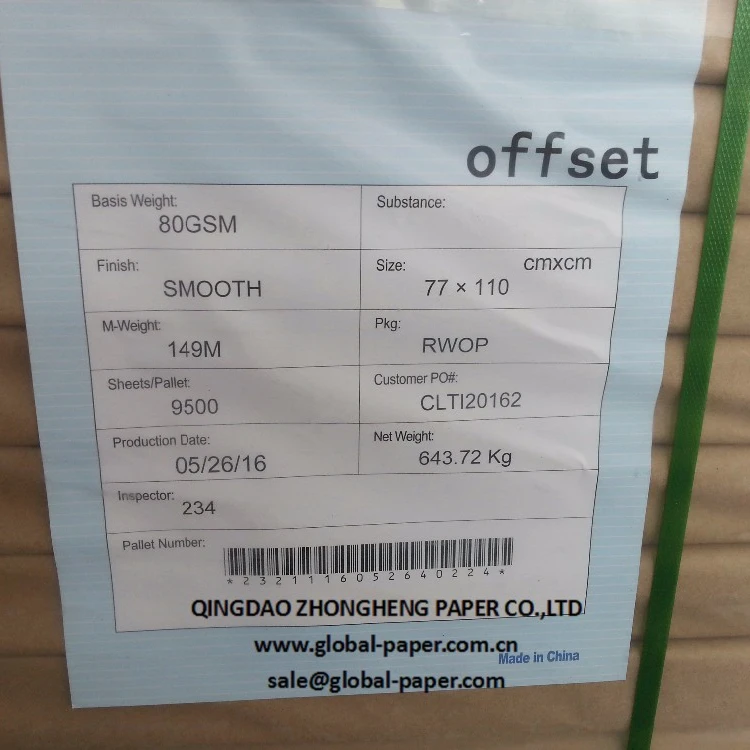 offset
Basis Weight:
80GSM
Substance:
Finish:
SMOOTH
Size:
cmxcm
77 × 110
M-Weight:
149M
Pkg:
RWOP
Sheets/Pallet:
9500
Customer PO#:
CLTI20162
Production Date:
05/26/16
Net Weight:
643.72 Kg
Inspector:
234
Pallet Number:
*2321116052640224*
QINGDAO ZHONGHENG PAPER CO.,LTD
www.global-paper.com.cn
Made in China
sale@global-paper.com